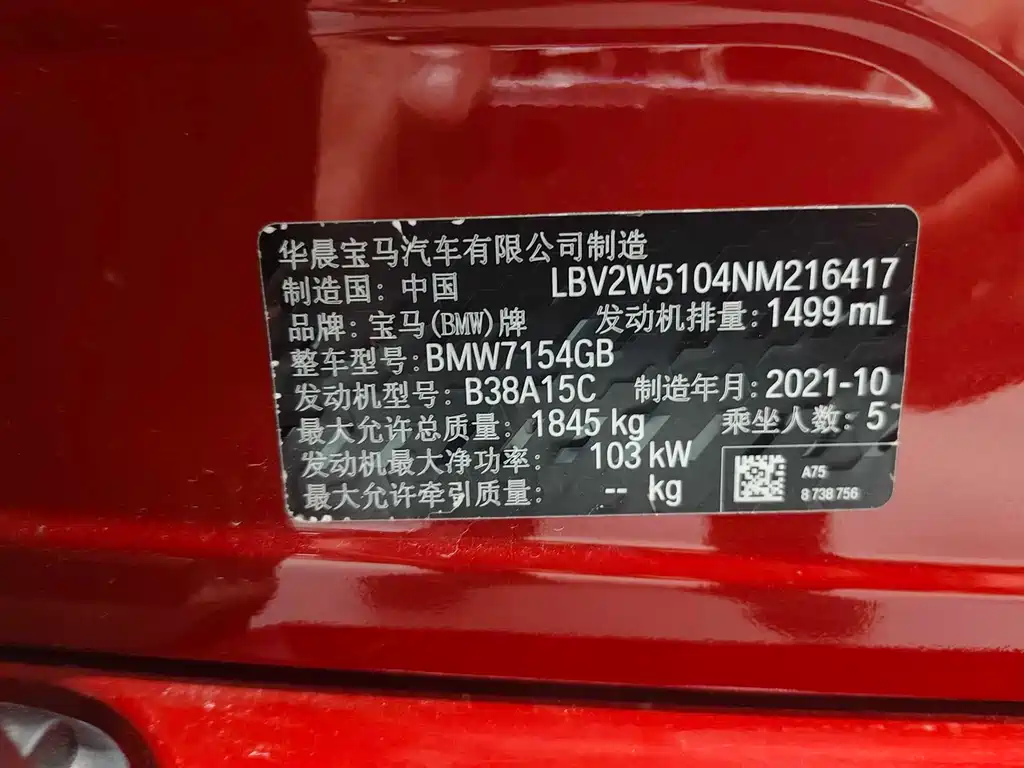 华晨宝马汽车有限公司制造
制造国: 中国 LBV2W5104NM216417
品牌: 宝马(BMW)牌 发动机排量: 1499 mL
整车型号: BMW7154GB
发动机型号: B38A15C 制造年月: 2021-10
最大允许总质量: 1845 kg 乘坐人数: 5
发动机最大净功率: 103 kW
最大允许牵引质量: -- kg
A75
8 738 756